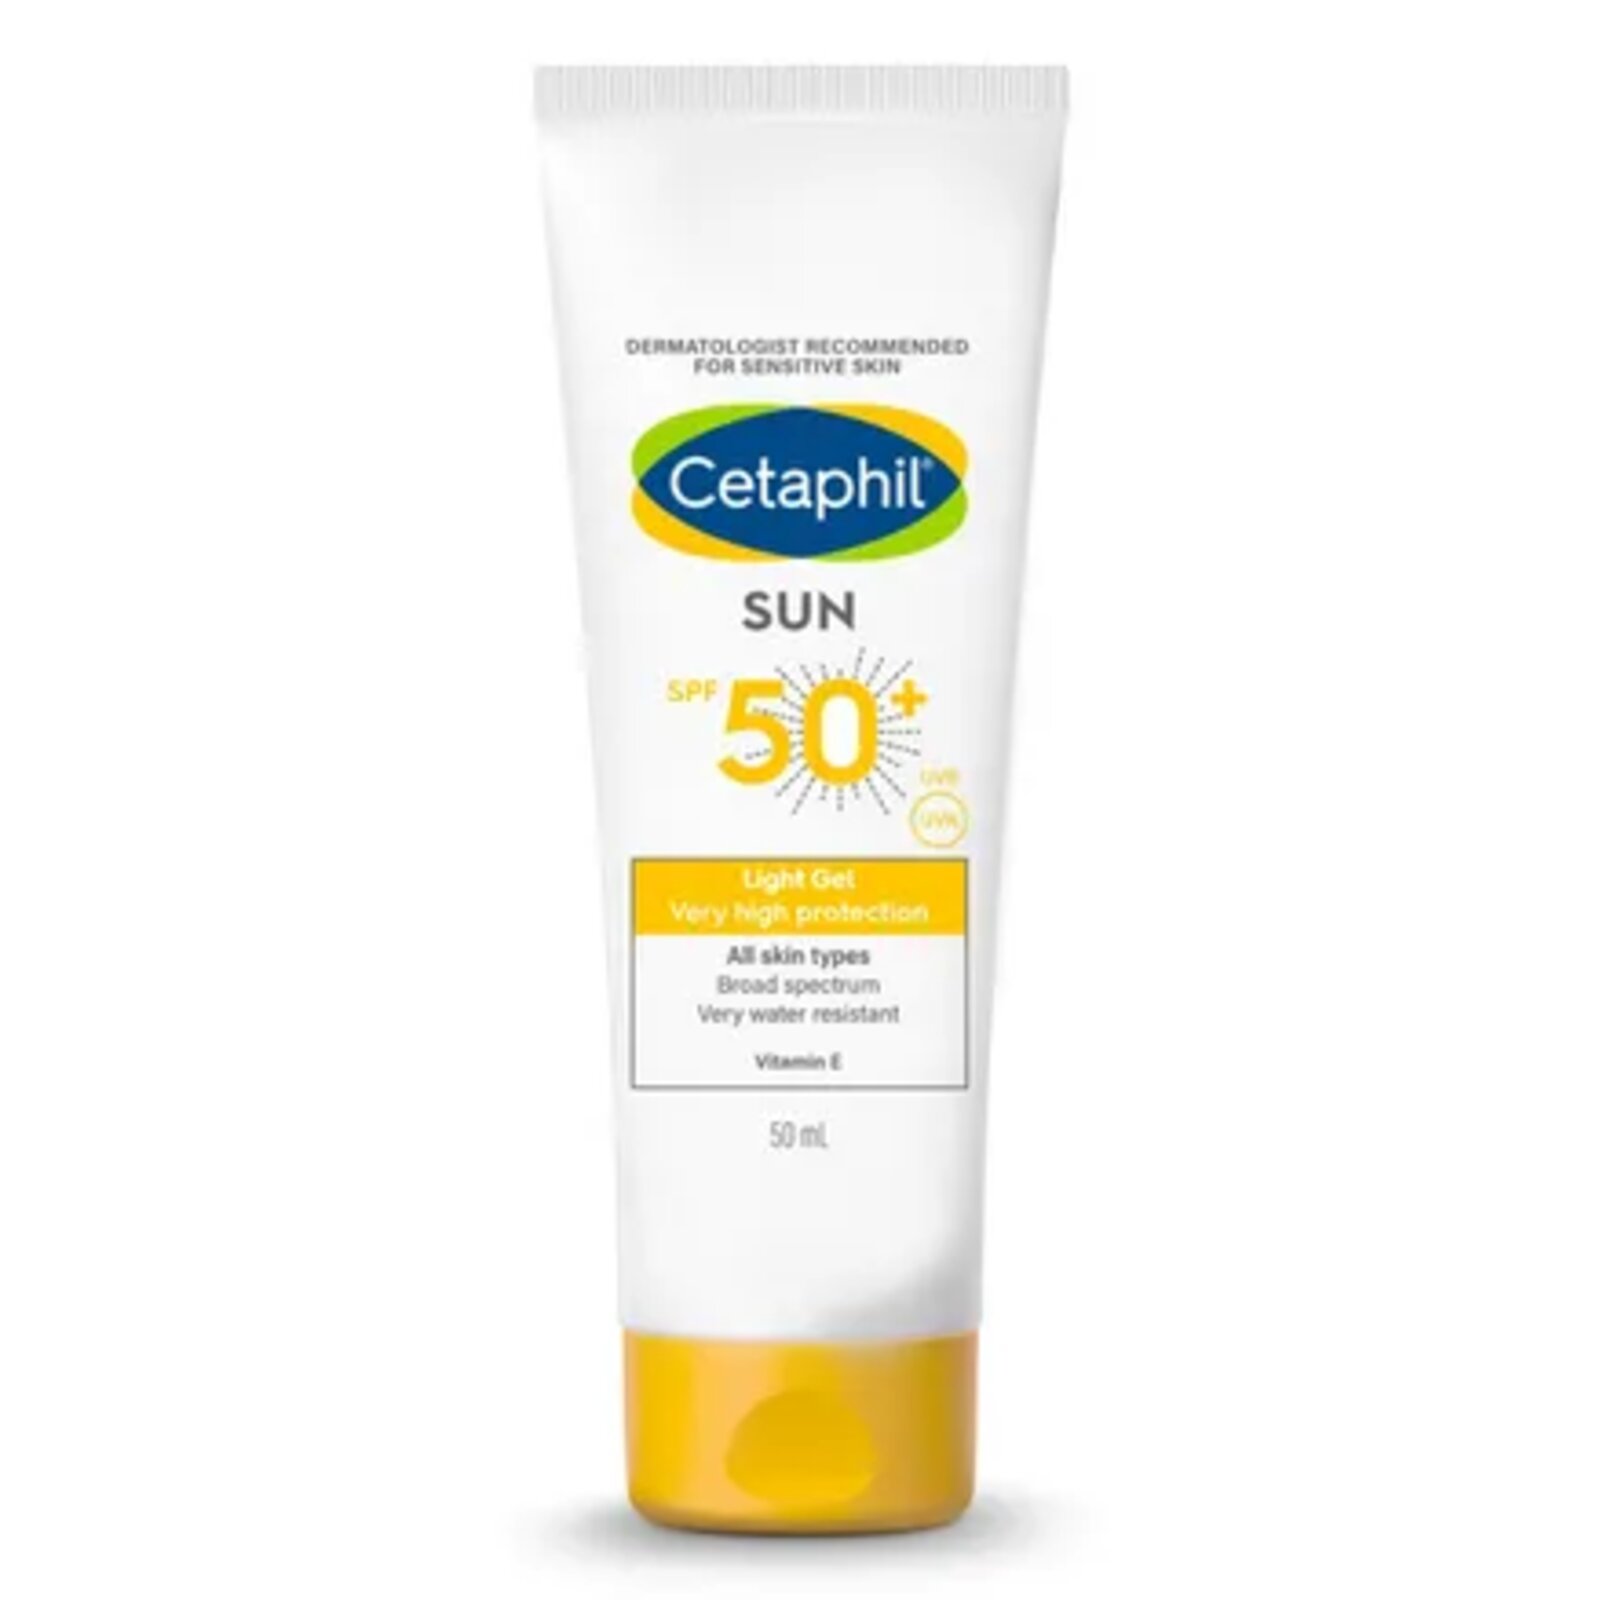 DERMATOLOGIST RECOMMENDED
FOR SENSITIVE SKIN
Cetaphil®
SUN
SPF 50+
UVB
UVA
Light Gel
Very high protection
All skin types
Broad spectrum
Very water resistant
Vitamin E
50 mL